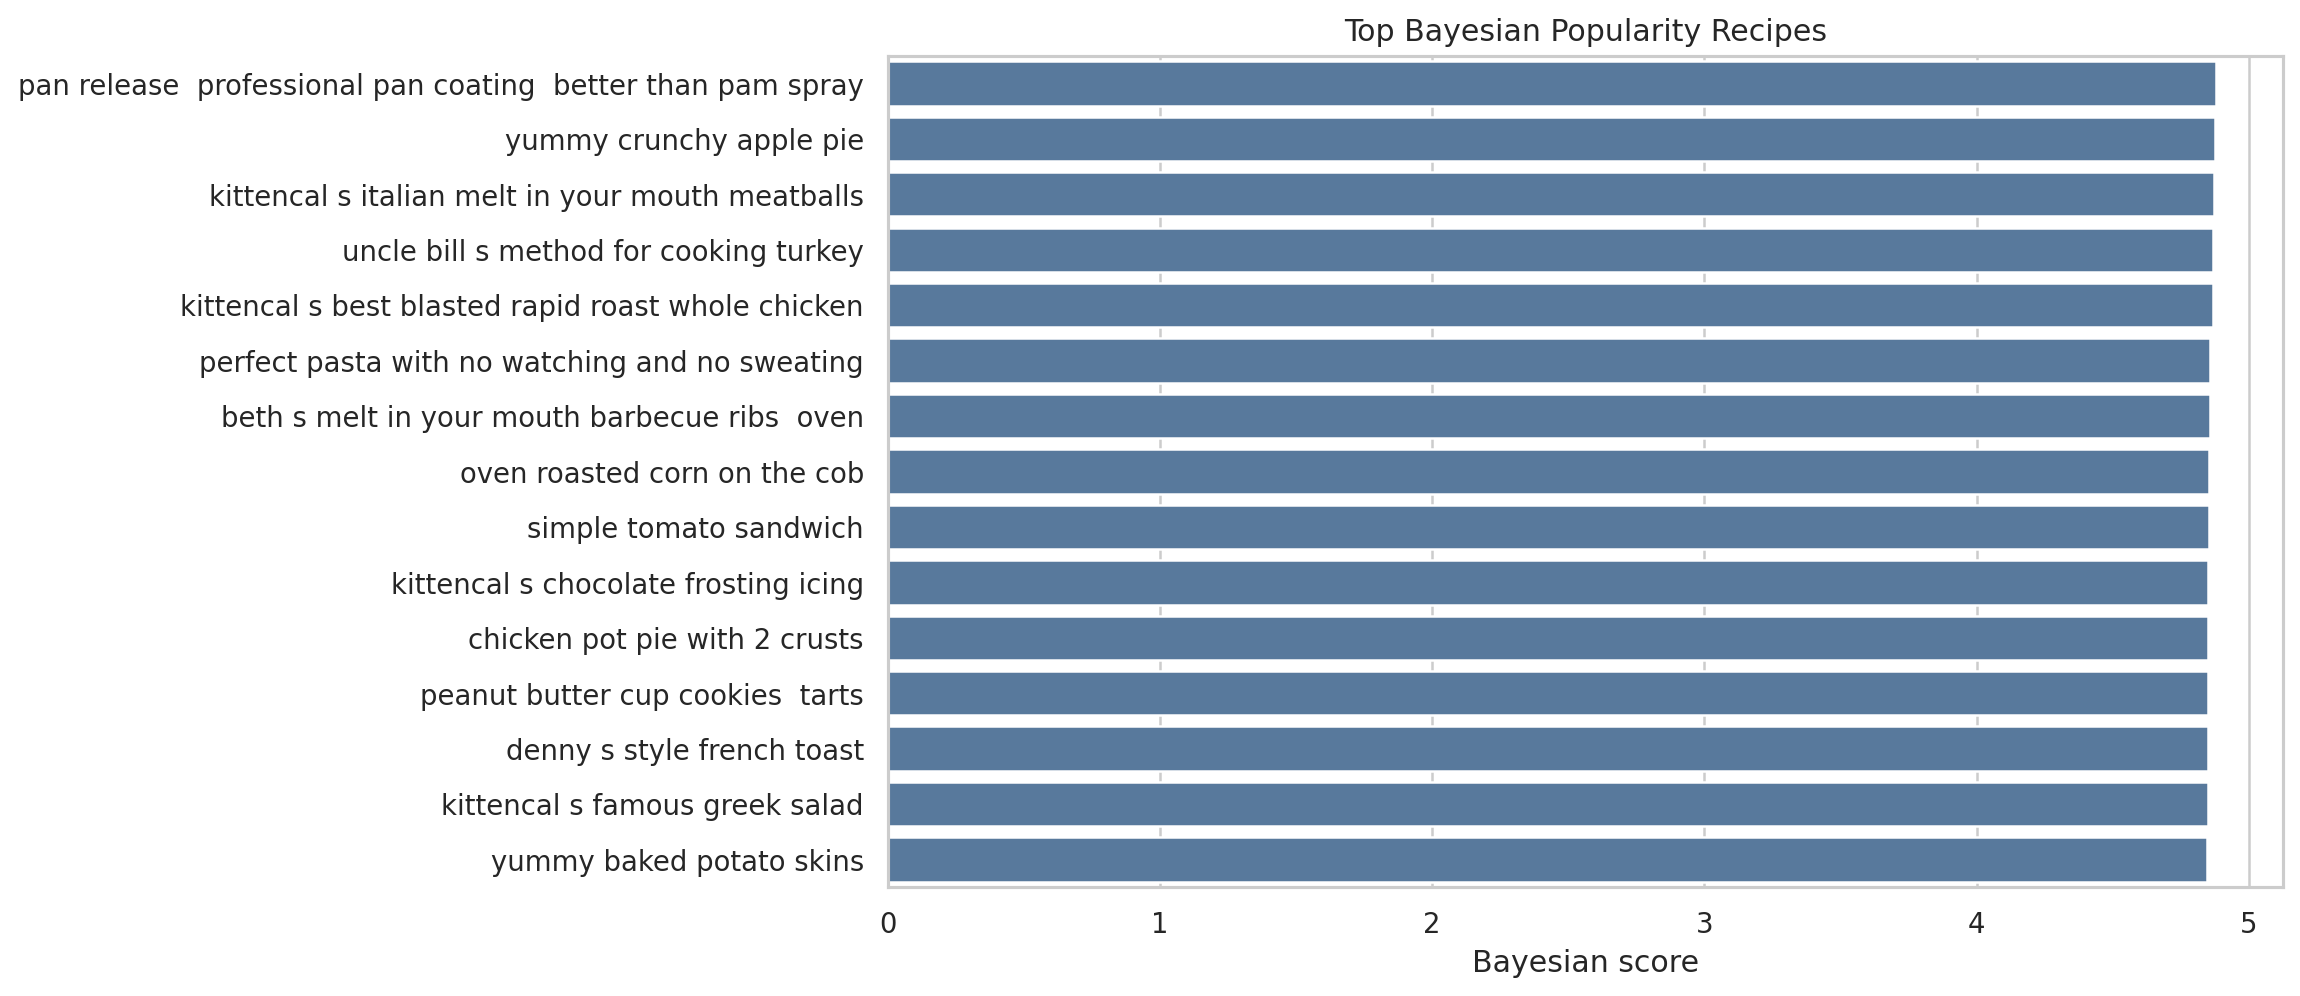 Top Bayesian Popularity Recipes
pan release  professional pan coating  better than pam spray
yummy crunchy apple pie
kittencal s italian melt in your mouth meatballs
uncle bill s method for cooking turkey
kittencal s best blasted rapid roast whole chicken
perfect pasta with no watching and no sweating
beth s melt in your mouth barbecue ribs  oven
oven roasted corn on the cob
simple tomato sandwich
kittencal s chocolate frosting icing
chicken pot pie with 2 crusts
peanut butter cup cookies  tarts
denny s style french toast
kittencal s famous greek salad
yummy baked potato skins
0 1 2 3 4 5
Bayesian score